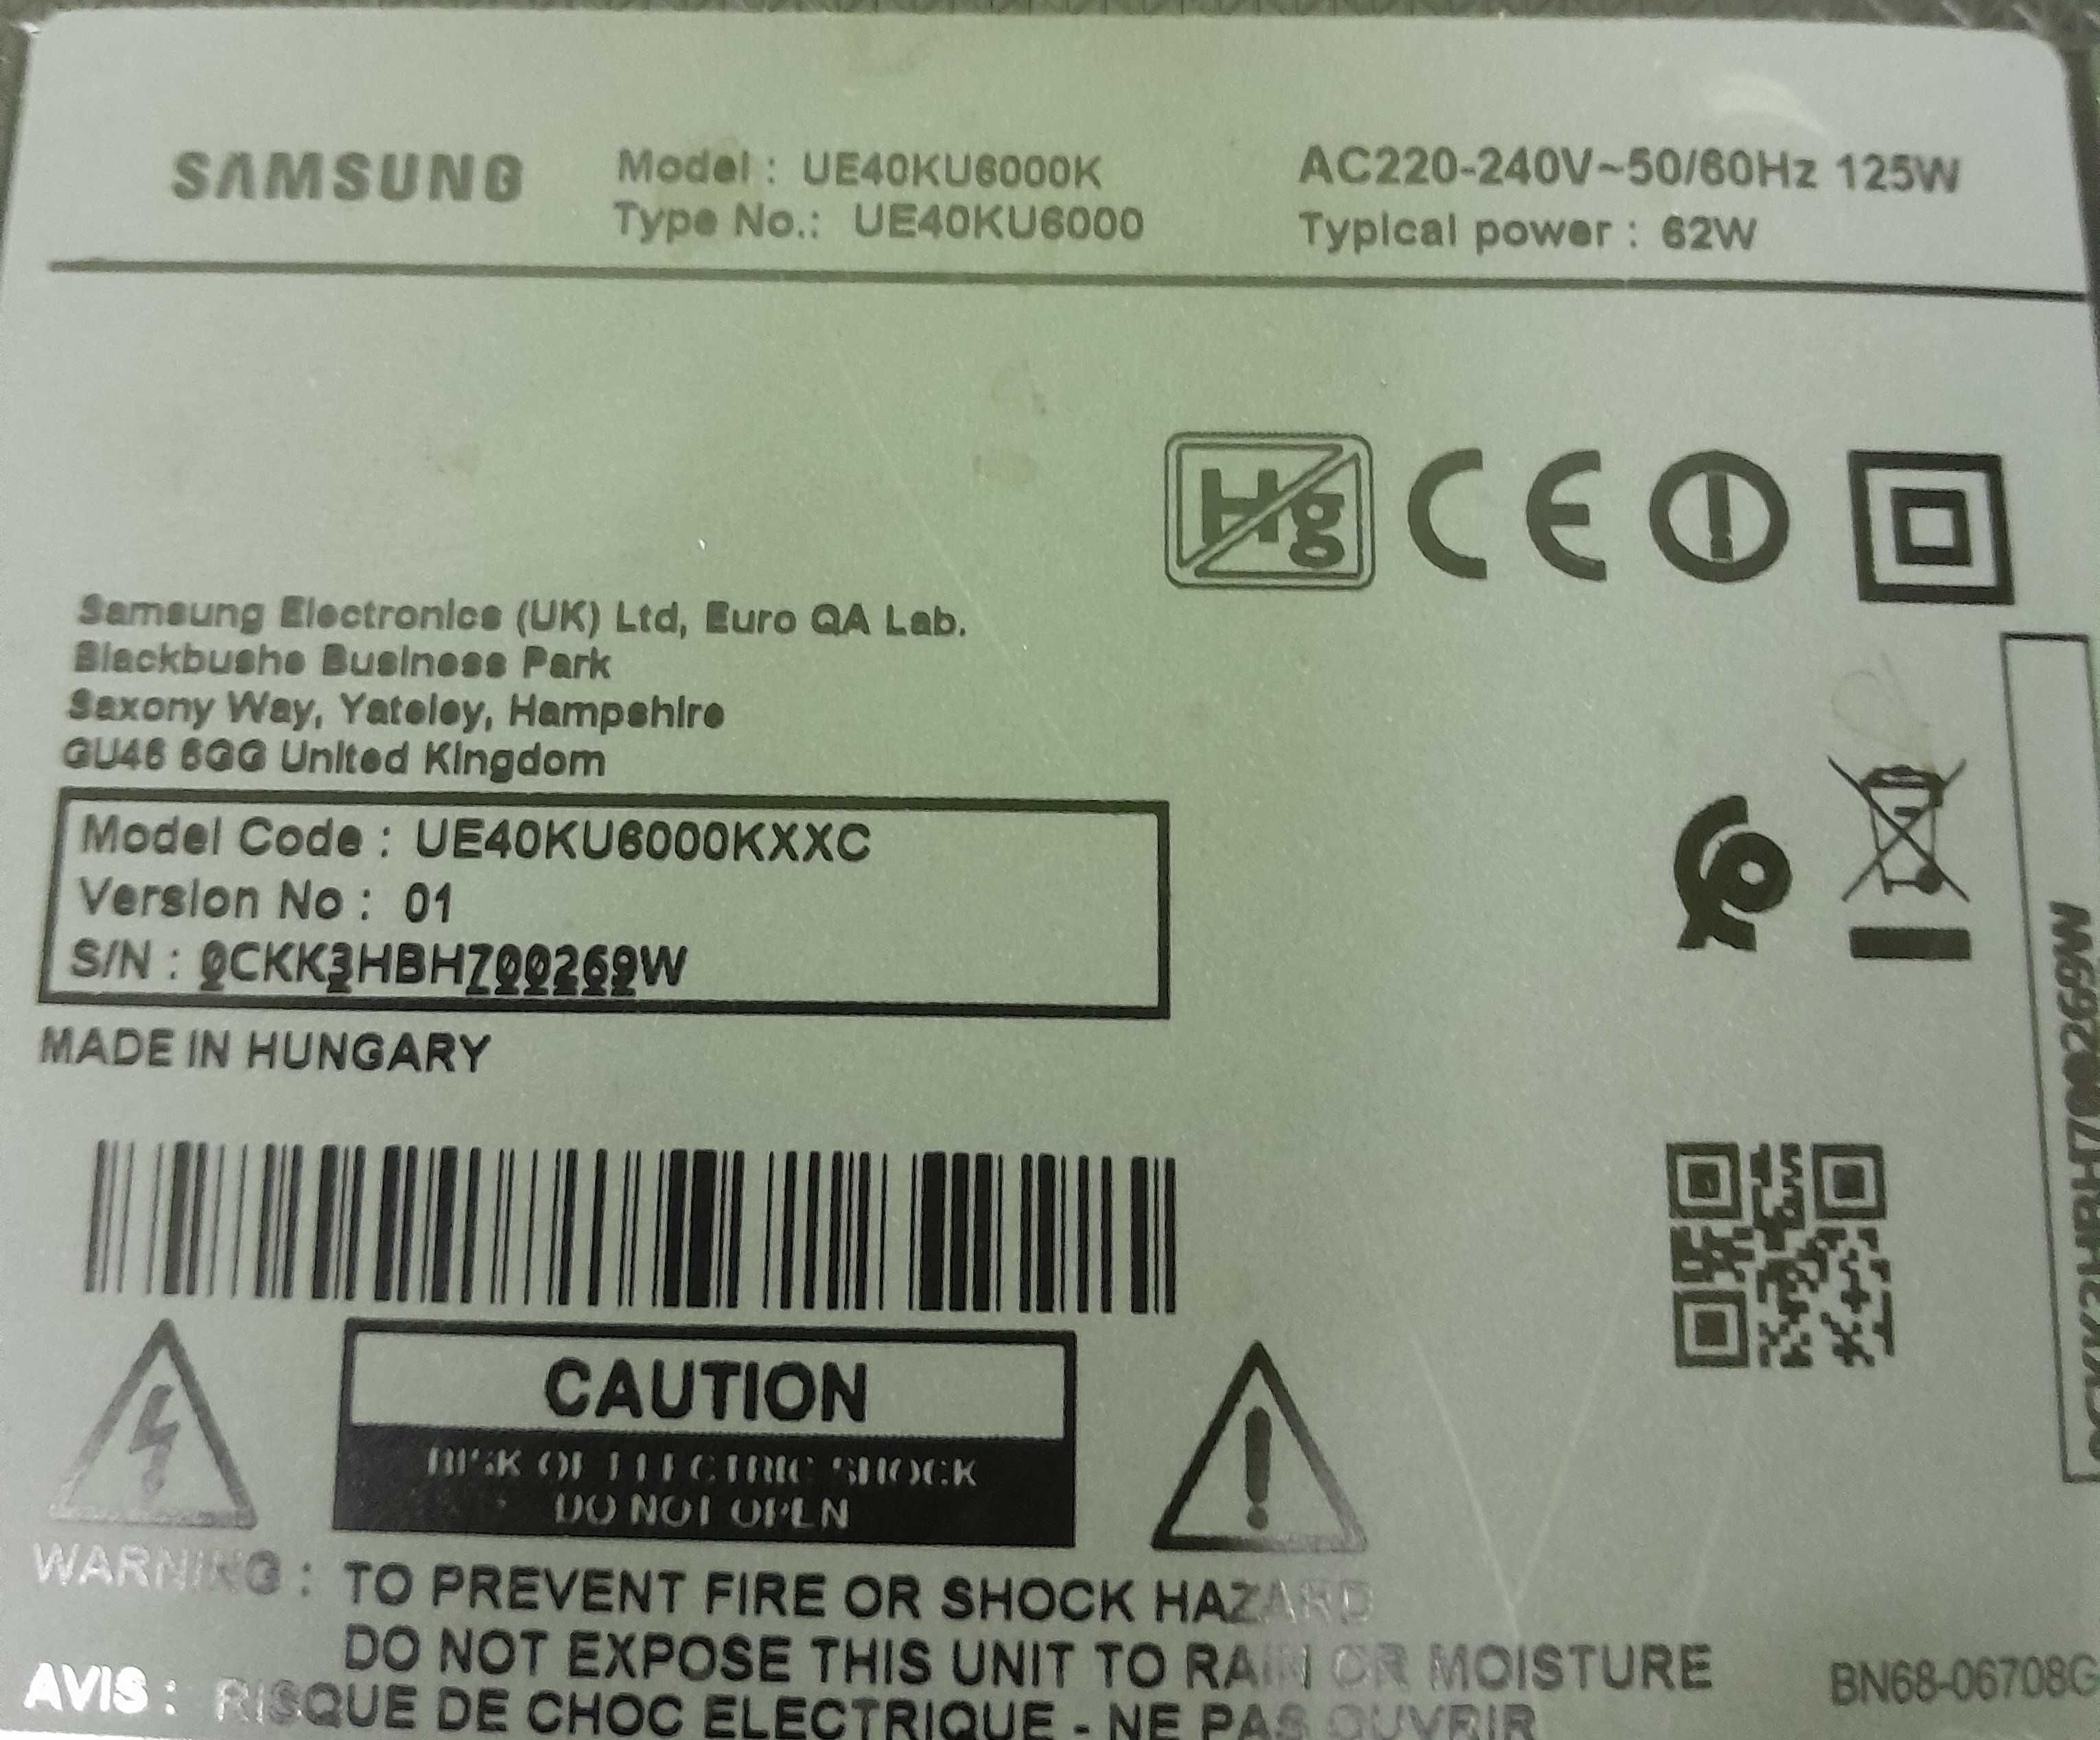 SAMSUNG
Model : UE40KU6000K
Type No.: UE40KU6000
AC220-240V~50/60Hz 125W
Typical power : 62W
Hg
CE
Samsung Electronics (UK) Ltd, Euro QA Lab.
Blackbushe Business Park
Saxony Way, Yateley, Hampshire
GU46 6GG United Kingdom
Model Code : UE40KU6000KXXC
Version No : 01
S/N : 0CKK3HBHZ00269W
MADE IN HUNGARY
0CKK3HBHZ00269W
CAUTION
RISK OF ELECTRIC SHOCK
DO NOT OPEN
WARNING : TO PREVENT FIRE OR SHOCK HAZARD
DO NOT EXPOSE THIS UNIT TO RAIN OR MOISTURE
AVIS : RISQUE DE CHOC ELECTRIQUE - NE PAS OUVRIR
BN68-06708G